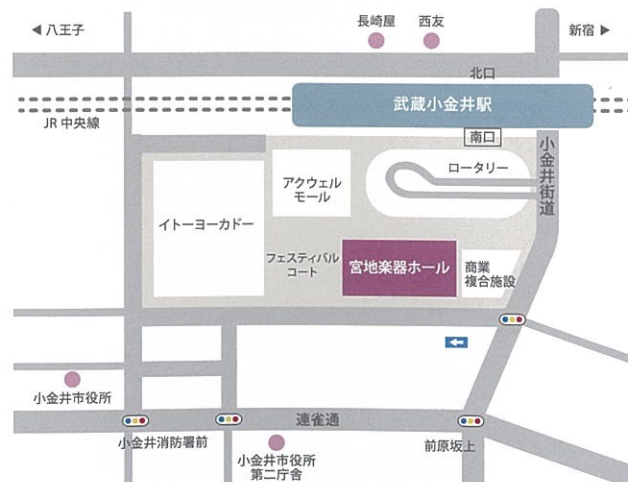 ◀ 八王子
長崎屋
西友
新宿 ▶
北口
武蔵小金井駅
JR 中央線
南口
小金井街道
ロータリー
アクウェル
モール
イトーヨーカドー
フェスティバル
コート
宮地楽器ホール
商業
複合施設
小金井市役所
連雀通
小金井消防署前
前原坂上
小金井市役所
第二庁舎